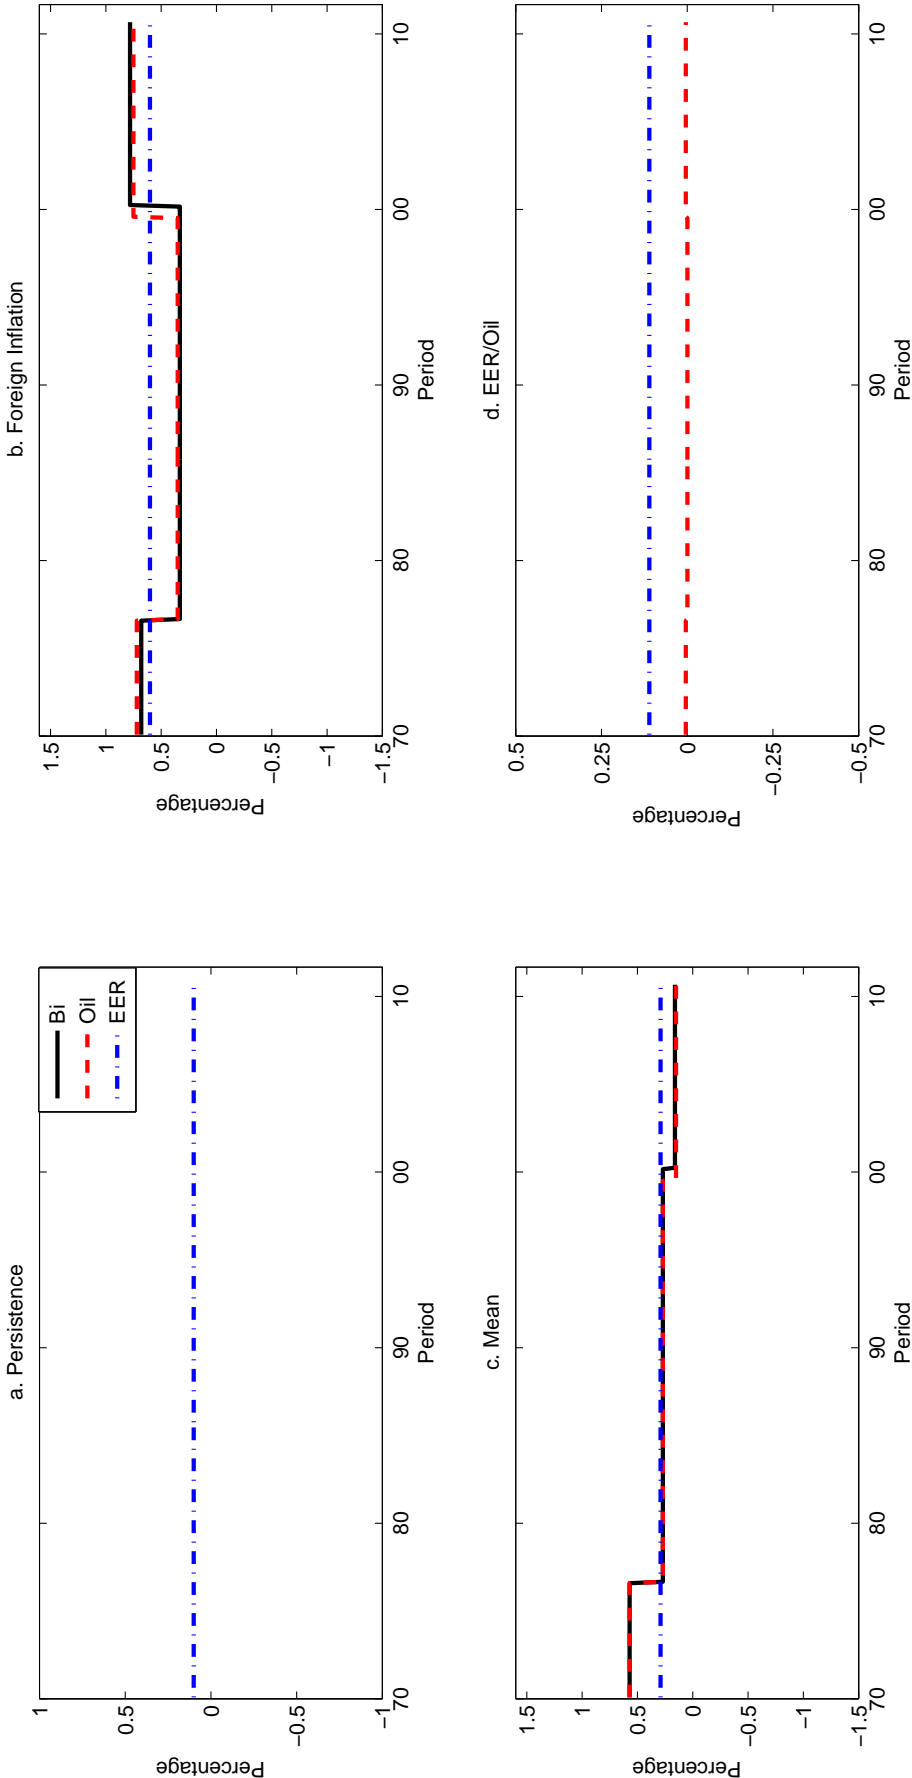 a. Persistence
1
0.5
0
−0.5
−1
Percentage
70
80
90
00
10
Period
Bi
Oil
EER
b. Foreign Inflation
1.5
1
0.5
0
−0.5
−1
−1.5
Percentage
70
80
90
00
10
Period
c. Mean
1.5
1
0.5
0
−0.5
−1
−1.5
Percentage
70
80
90
00
10
Period
d. EER/Oil
0.5
0.25
0
−0.25
−0.5
Percentage
70
80
90
00
10
Period